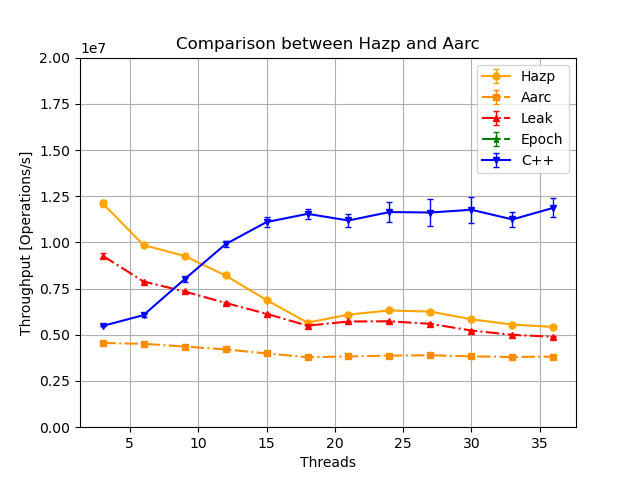 Comparison between Hazp and Aarc
1e7
2.00
1.75
1.50
1.25
1.00
0.75
0.50
0.25
0.00
Throughput [Operations/s]
5 10 15 20 25 30 35
Threads
Hazp
Aarc
Leak
Epoch
C++